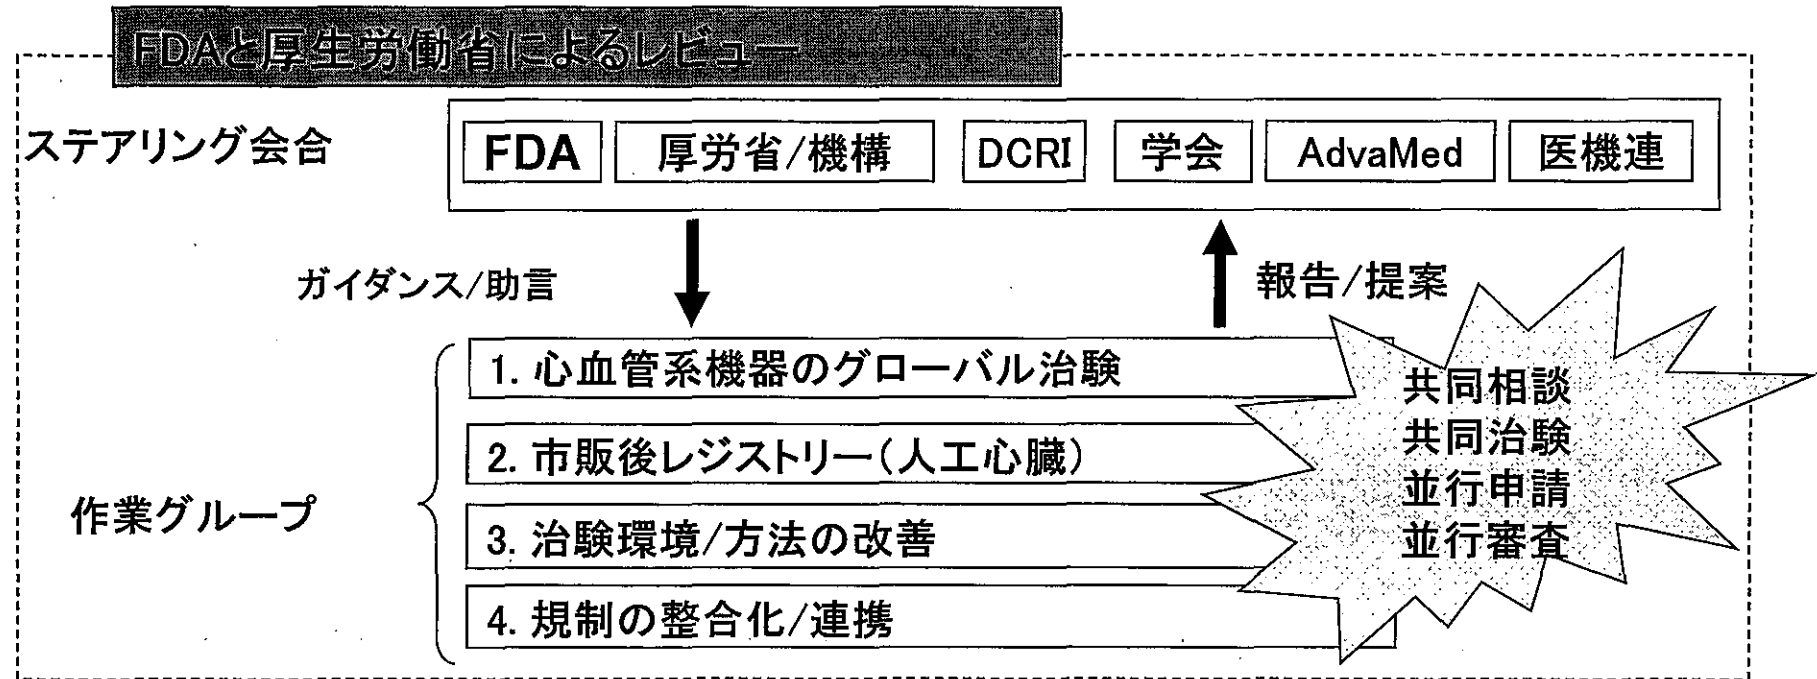 FDAと厚生労働省によるレビュー
ステアリング会合
FDA 厚労省/機構 DCRI 学会 AdvaMed 医機連
ガイダンス/助言
報告/提案
作業グループ
1. 心血管系機器のグローバル治験
2. 市販後レジストリー(人工心臓)
3. 治験環境/方法の改善
4. 規制の整合化/連携
共同相談
共同治験
並行申請
並行審査